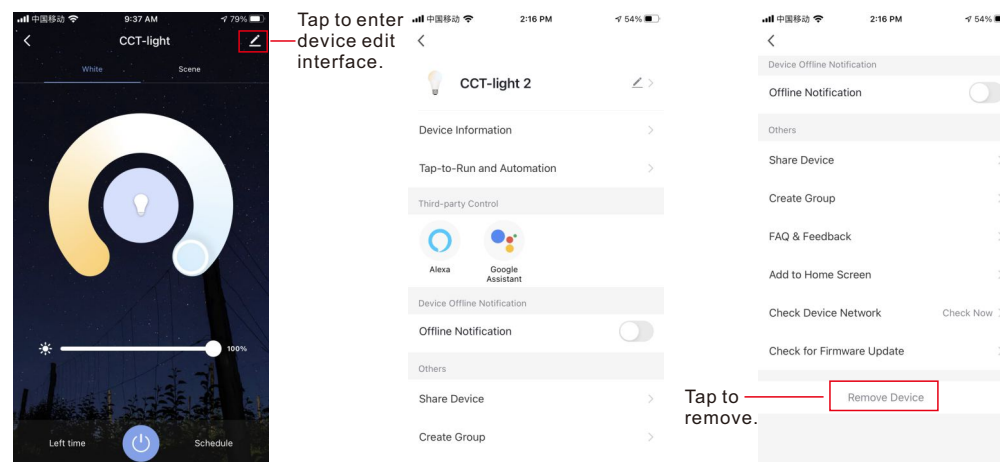 中国移动 9:37 AM 79%
CCT-light
White Scene
100%
Left time Schedule
Tap to enter
device edit
interface.
中国移动 2:16 PM 54%
CCT-light 2
Device Information
Tap-to-Run and Automation
Third-party Control
Alexa Google
Assistant
Device Offline Notification
Offline Notification
Others
Share Device
Create Group
中国移动 2:16 PM 54%
Device Offline Notification
Offline Notification
Others
Share Device
Create Group
FAQ & Feedback
Add to Home Screen
Check Device Network Check Now
Check for Firmware Update
Remove Device
Tap to
remove.